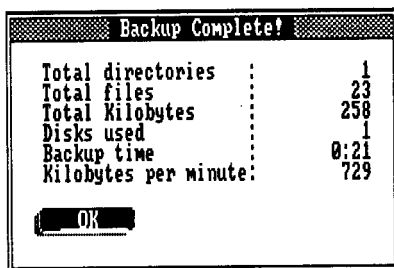 Backup Complete!
Total directories : 1
Total files : 23
Total Kilobytes : 258
Disks used : 1
Backup time : 0:21
Kilobytes per minute: 729
OK